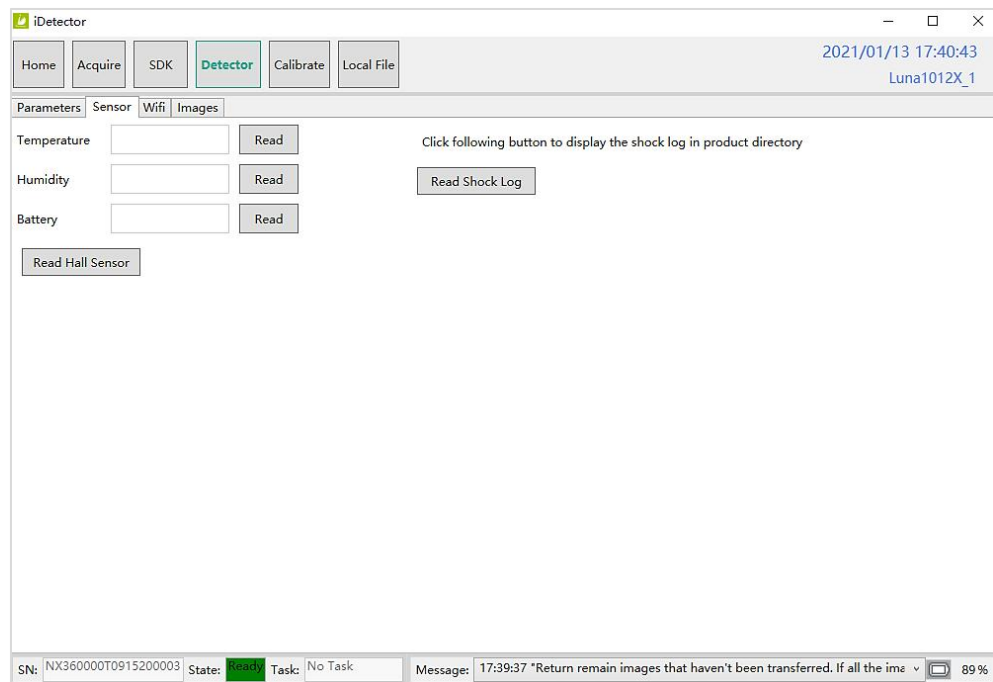 iDetector
Home Acquire SDK Detector Calibrate Local File
2021/01/13 17:40:43
Luna1012X_1
Parameters Sensor Wifi Images
Temperature Read
Click following button to display the shock log in product directory
Humidity Read
Read Shock Log
Battery Read
Read Hall Sensor
SN: NX360000T0915200003 State: Ready Task: No Task Message: 17:39:37 "Return remain images that haven't been transferred. If all the ima 89%